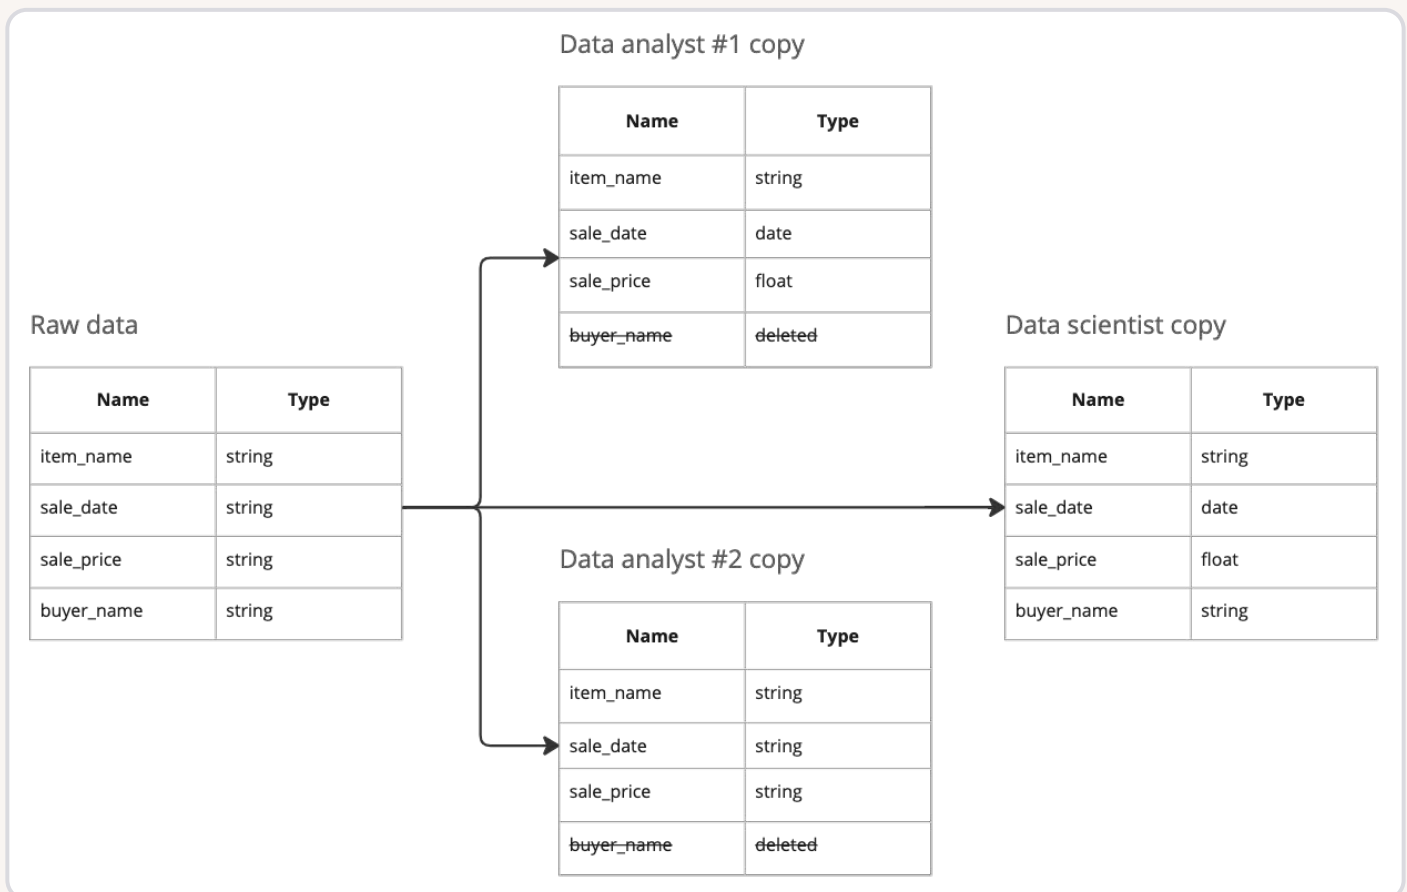 Data analyst #1 copy
Name Type
item_name string
sale_date date
sale_price float
buyer_name deleted
Raw data
Name Type
item_name string
sale_date string
sale_price string
buyer_name string
Data scientist copy
Name Type
item_name string
sale_date date
sale_price float
buyer_name string
Data analyst #2 copy
Name Type
item_name string
sale_date string
sale_price string
buyer_name deleted